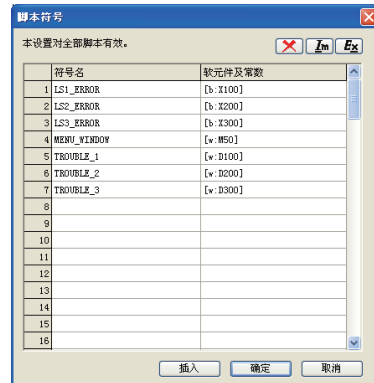 脚本符号
本设置对全部脚本有效。
Im Ex
符号名 软元件及常数
1 LS1_ERROR [b:X100]
2 LS2_ERROR [b:X200]
3 LS3_ERROR [b:X300]
4 MENU_WINDOW [w:M50]
5 TROUBLE_1 [w:D100]
6 TROUBLE_2 [w:D200]
7 TROUBLE_3 [w:D300]
8
9
10
11
12
13
14
15
16
插入 确定 取消